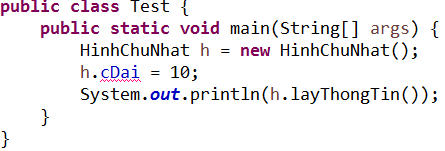 public class Test {
    public static void main(String[] args) {
        HinhChuNhat h = new HinhChuNhat();
        h.cDai = 10;
        System.out.println(h.layThongTin());
    }
}